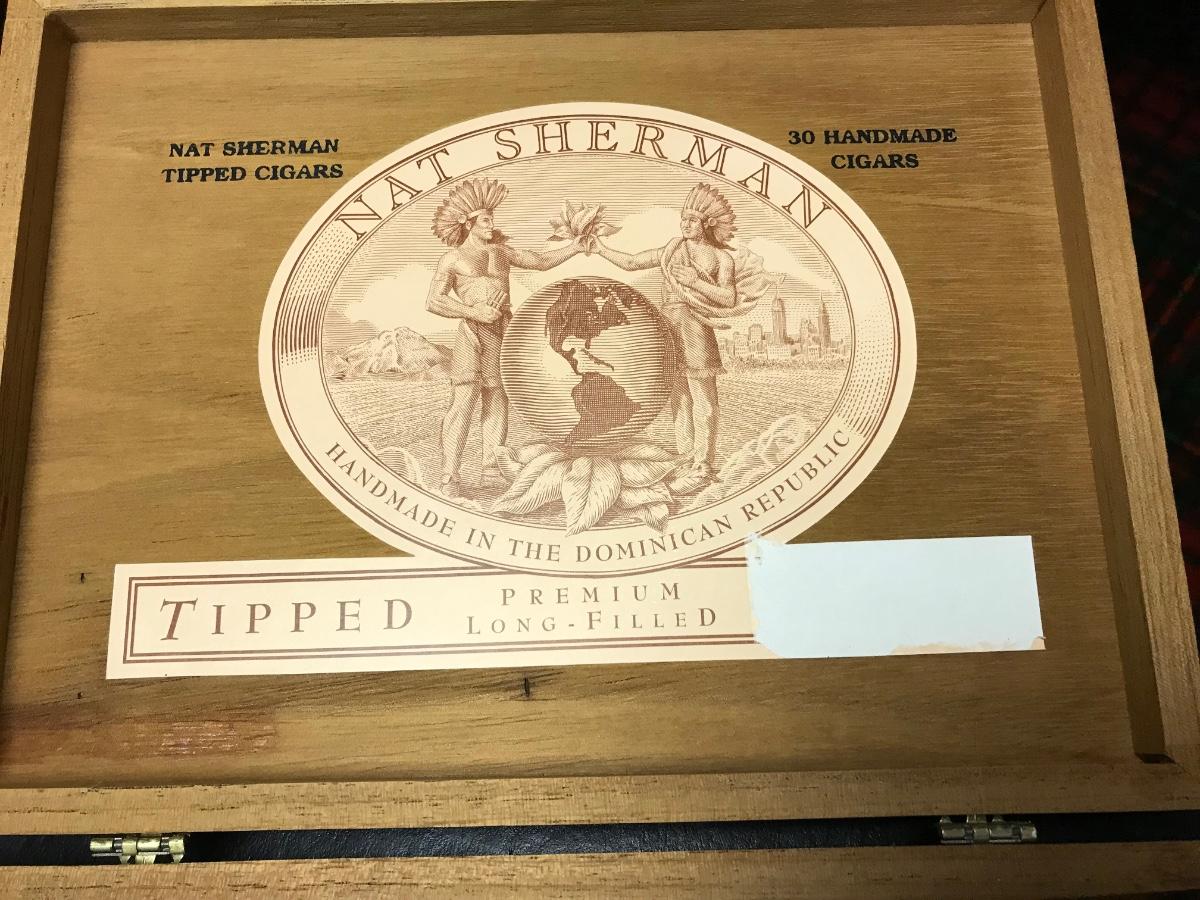 NAT SHERMAN
TIPPED CIGARS
30 HANDMADE
CIGARS
NAT SHERMAN
HANDMADE IN THE DOMINICAN REPUBLIC
TIPPED
PREMIUM
LONG-FILLED